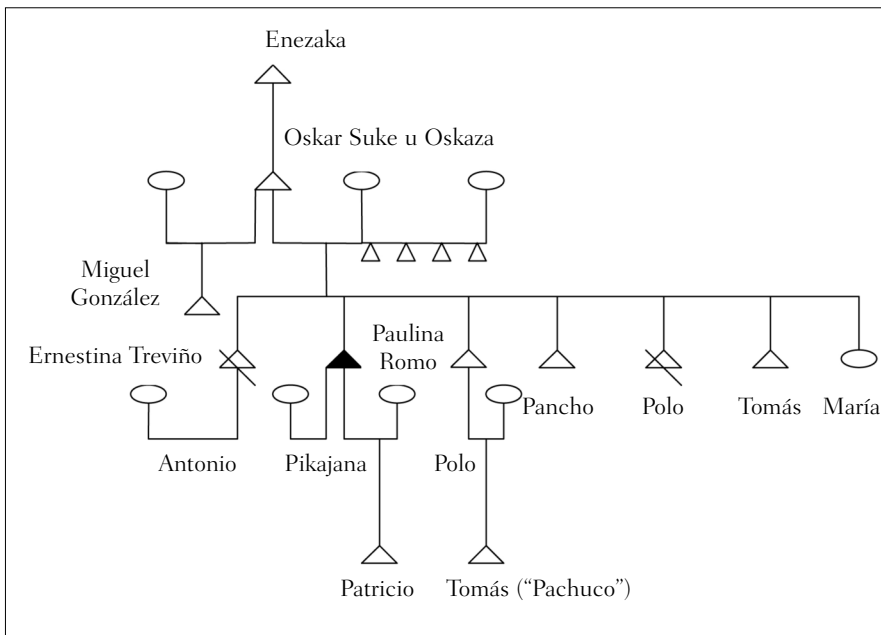 Enezaka
Oskar Suke u Oskaza
Miguel
González
Ernestina Treviño
Paulina
Romo
Pancho
Polo
Tomás
María
Antonio
Pikajana
Polo
Patricio
Tomás (“Pachuco”)